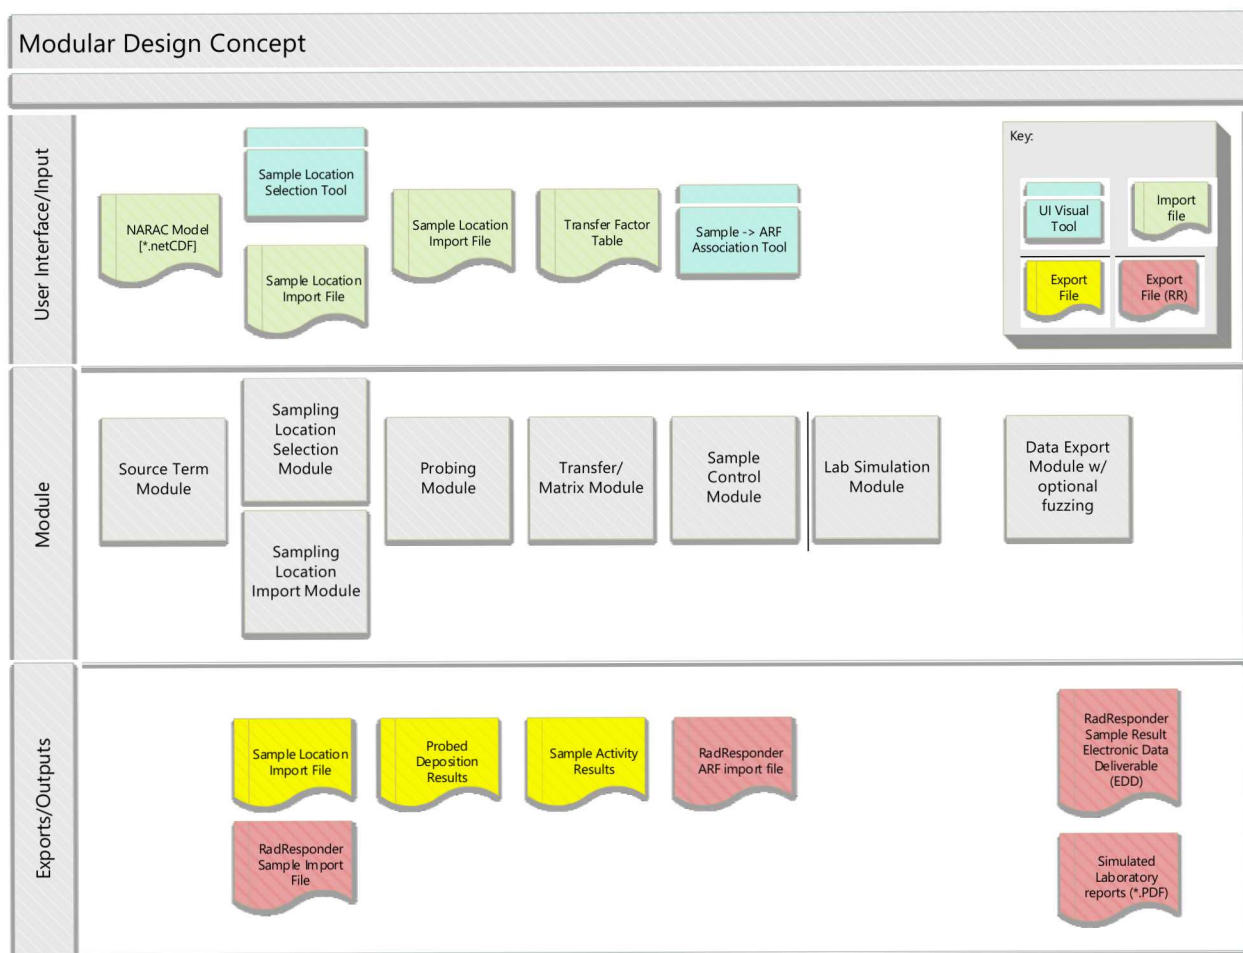 Modular Design Concept
User Interface/Input
NARAC Model
[*.netCDF]
Sample Location
Selection Tool
Sample Location
Import File
Sample Location
Import File
Transfer Factor
Table
Sample -> ARF
Association Tool
Key:
UI Visual
Tool
Import
file
Export
File
Export
File (RR)
Module
Source Term
Module
Sampling
Location
Selection
Module
Sampling
Location
Import Module
Probing
Module
Transfer/
Matrix Module
Sample
Control
Module
Lab Simulation
Module
Data Export
Module w/
optional
fuzzing
Exports/Outputs
Sample Location
Import File
RadResponder
Sample Import
File
Probed
Deposition
Results
Sample Activity
Results
RadResponder
ARF import file
RadResponder
Sample Result
Electronic Data
Deliverable
(EDD)
Simulated
Laboratory
reports (*.PDF)